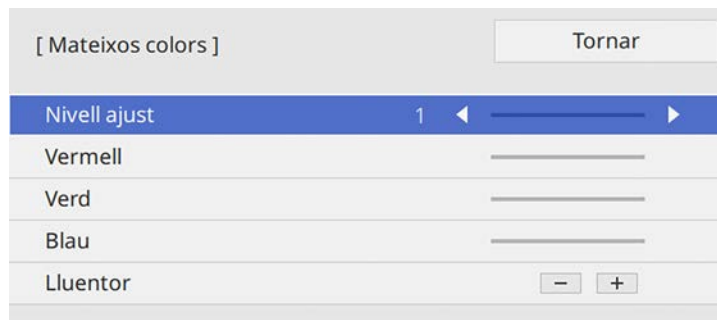 [ Mateixos colors ]
Tornar
Nivell ajust 1
Vermell
Verd
Blau
Lluentor - +